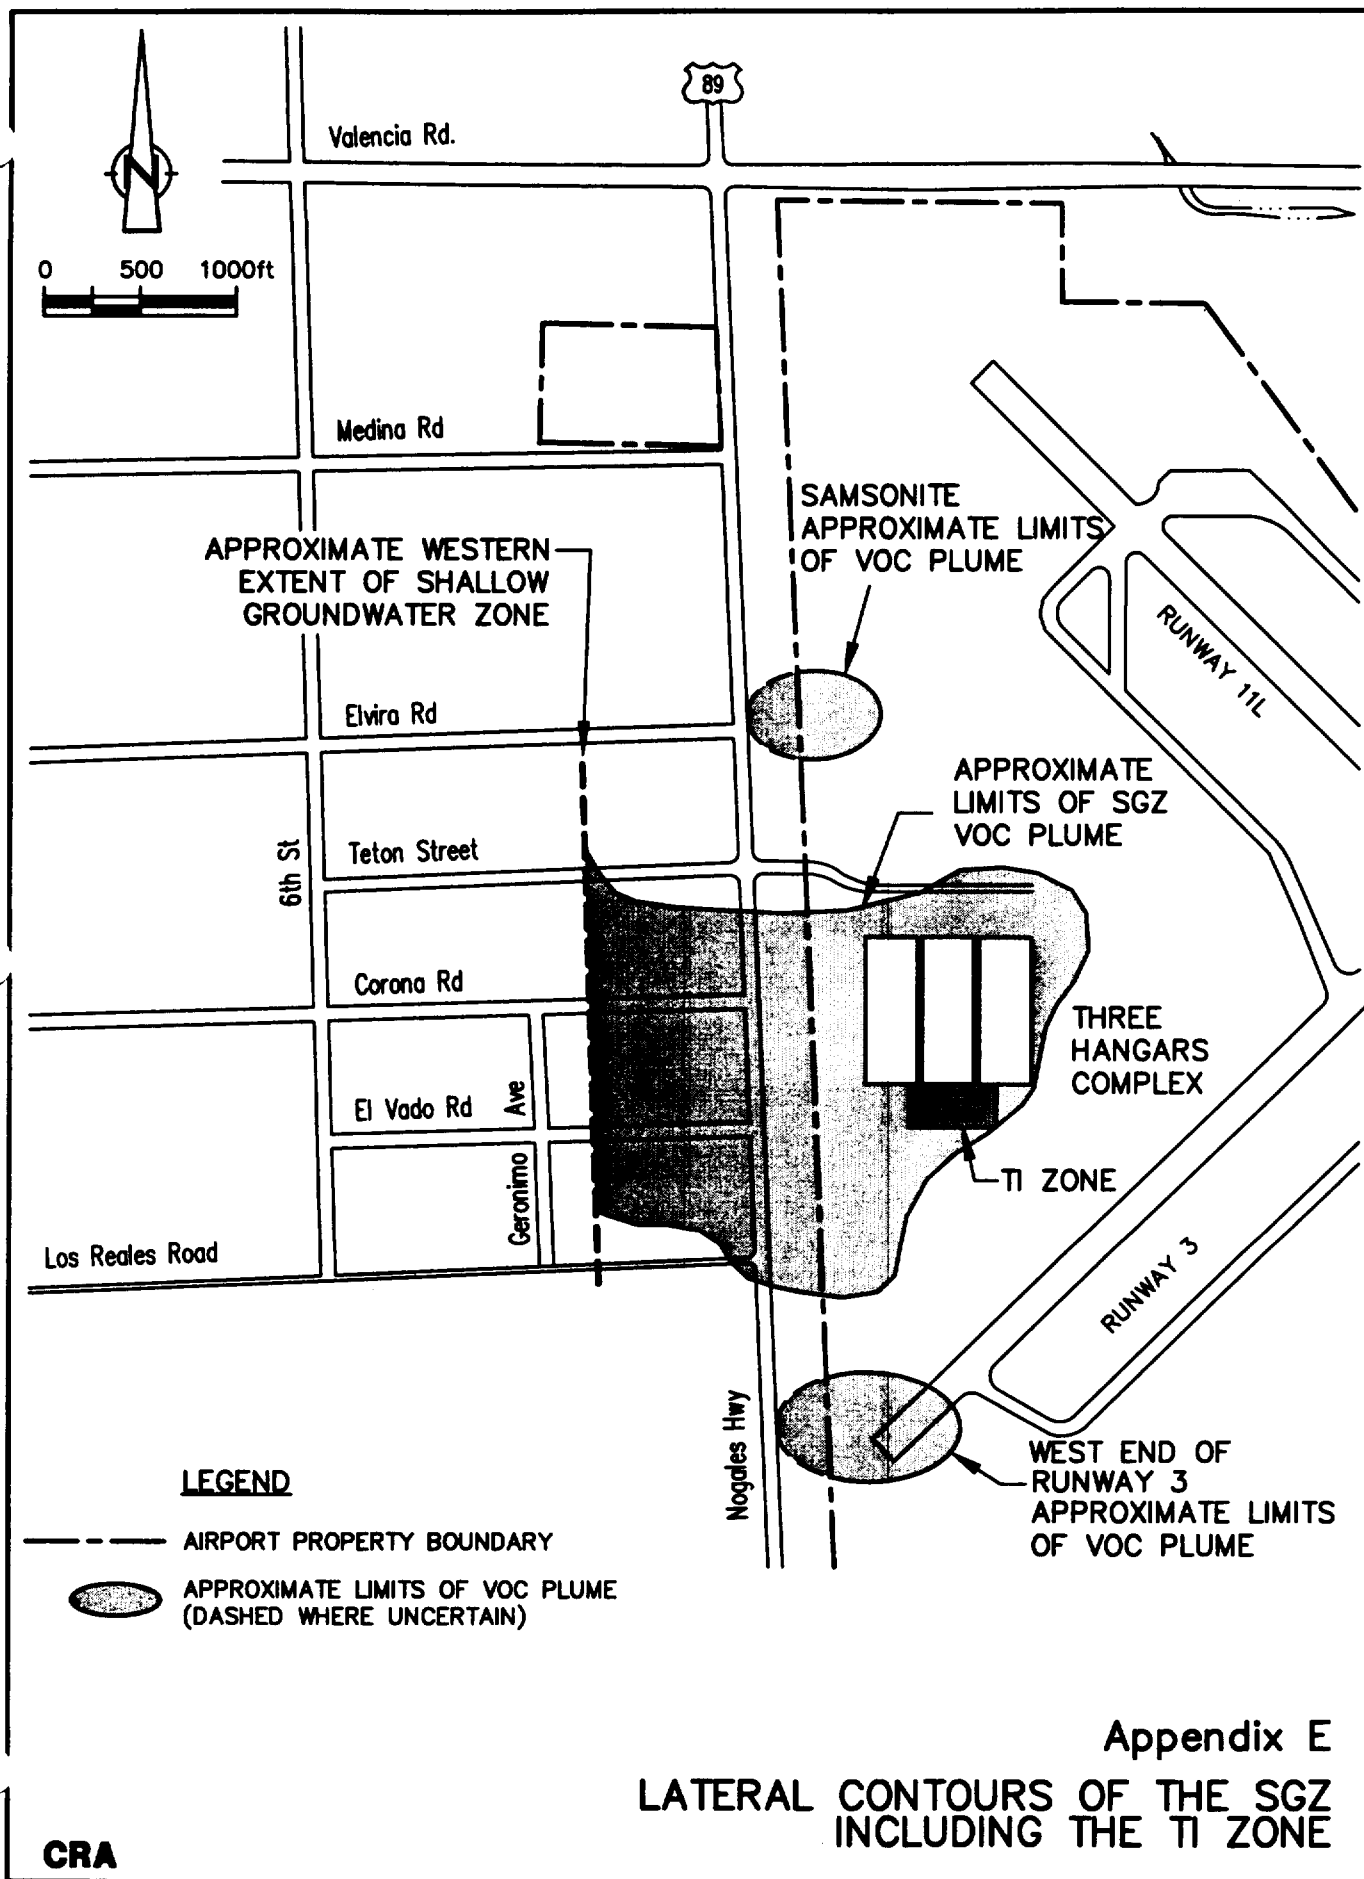 89
Valencia Rd.
N
0 500 1000ft
Medina Rd
SAMSONITE
APPROXIMATE LIMITS
OF VOC PLUME
APPROXIMATE WESTERN
EXTENT OF SHALLOW
GROUNDWATER ZONE
RUNWAY 11L
Elvira Rd
APPROXIMATE
LIMITS OF SGZ
VOC PLUME
6th St
Teton Street
Corona Rd
THREE
HANGARS
COMPLEX
El Vado Rd
Geronimo Ave
TI ZONE
Los Reales Road
RUNWAY 3
Nogales Hwy
WEST END OF
RUNWAY 3
APPROXIMATE LIMITS
OF VOC PLUME
LEGEND
AIRPORT PROPERTY BOUNDARY
APPROXIMATE LIMITS OF VOC PLUME
(DASHED WHERE UNCERTAIN)
Appendix E
LATERAL CONTOURS OF THE SGZ
INCLUDING THE TI ZONE
CRA